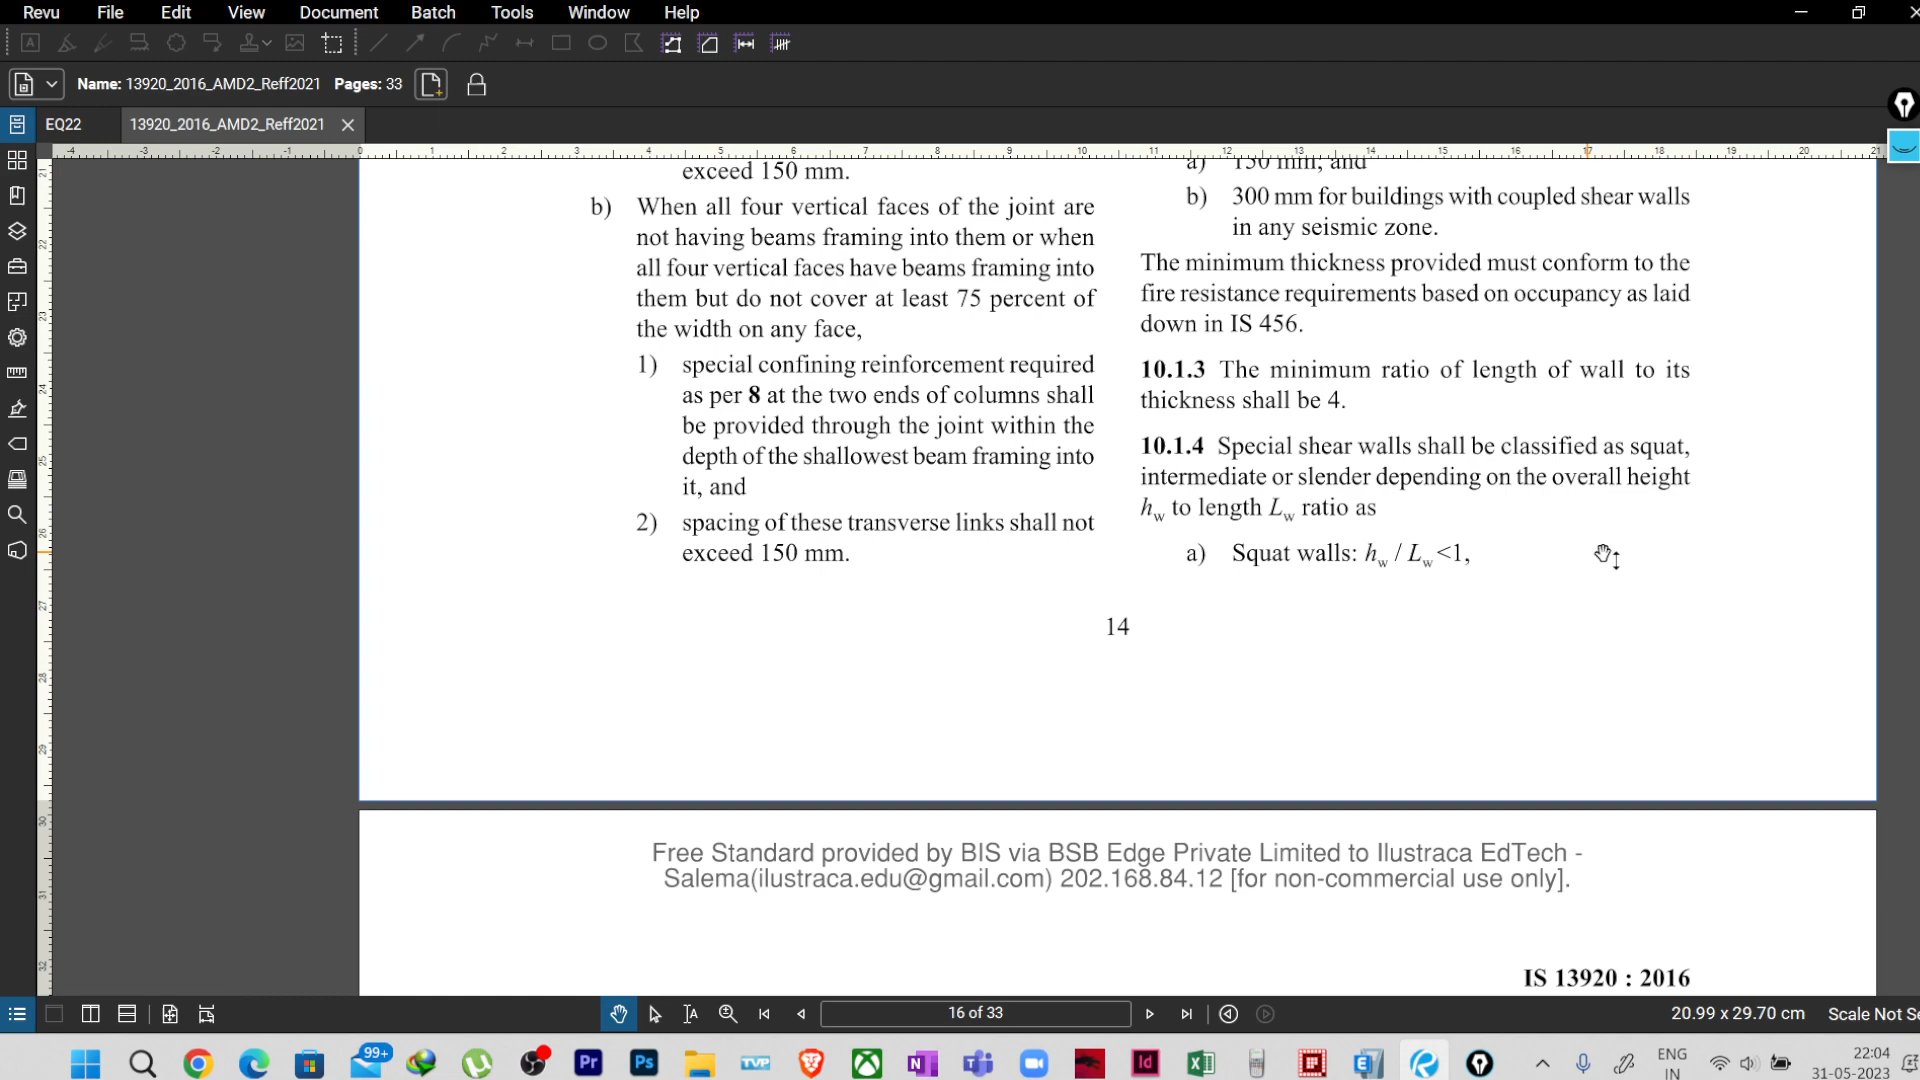 Revu File Edit View Document Batch Tools Window Help
Name: 13920_2016_AMD2_Reff2021 Pages: 33
EQ22 13920_2016_AMD2_Reff2021
exceed 150 mm.
b) When all four vertical faces of the joint are
not having beams framing into them or when
all four vertical faces have beams framing into
them but do not cover at least 75 percent of
the width on any face,
1) special confining reinforcement required
as per 8 at the two ends of columns shall
be provided through the joint within the
depth of the shallowest beam framing into
it, and
2) spacing of these transverse links shall not
exceed 150 mm.
a) 150 mm, and
b) 300 mm for buildings with coupled shear walls
in any seismic zone.
The minimum thickness provided must conform to the
fire resistance requirements based on occupancy as laid
down in IS 456.
10.1.3 The minimum ratio of length of wall to its
thickness shall be 4.
10.1.4 Special shear walls shall be classified as squat,
intermediate or slender depending on the overall height
hw to length Lw ratio as
a) Squat walls: hw / Lw <1,
14
Free Standard provided by BIS via BSB Edge Private Limited to Ilustraca EdTech -
Salema(ilustraca.edu@gmail.com) 202.168.84.12 [for non-commercial use only].
IS 13920 : 2016
16 of 33
20.99 x 29.70 cm Scale Not Se
99+
TVP
ENG
IN
22:04
31-05-2023